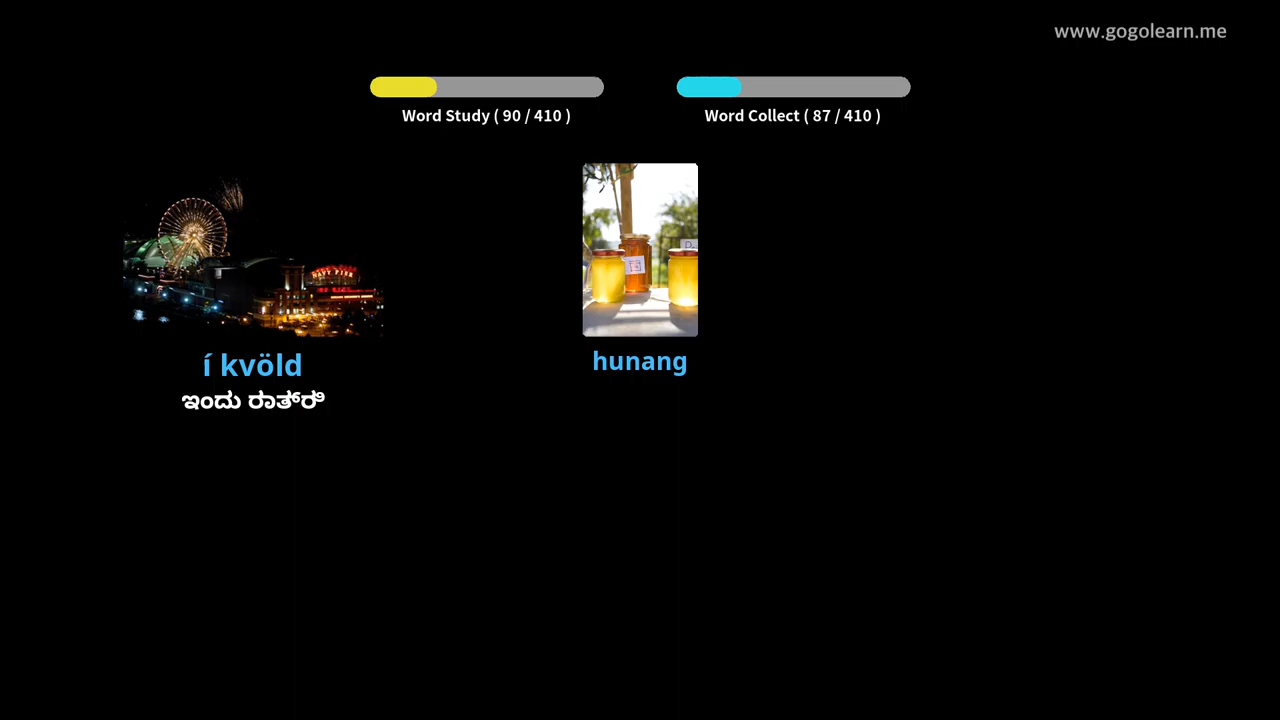 www.gogolearn.me
Word Study ( 90 / 410 )
Word Collect ( 87 / 410 )
í kvöld
ಇಂದು ರಾತ್ರಿ
hunang